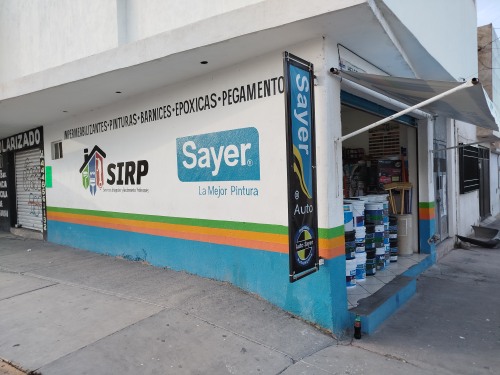 IMPERMEABILIZANTES•PINTURAS•BARNICES•EPOXICAS•PEGAMENTO
LARIZADO
SIRP
Sayer
La Mejor Pintura
Sayer
Auto